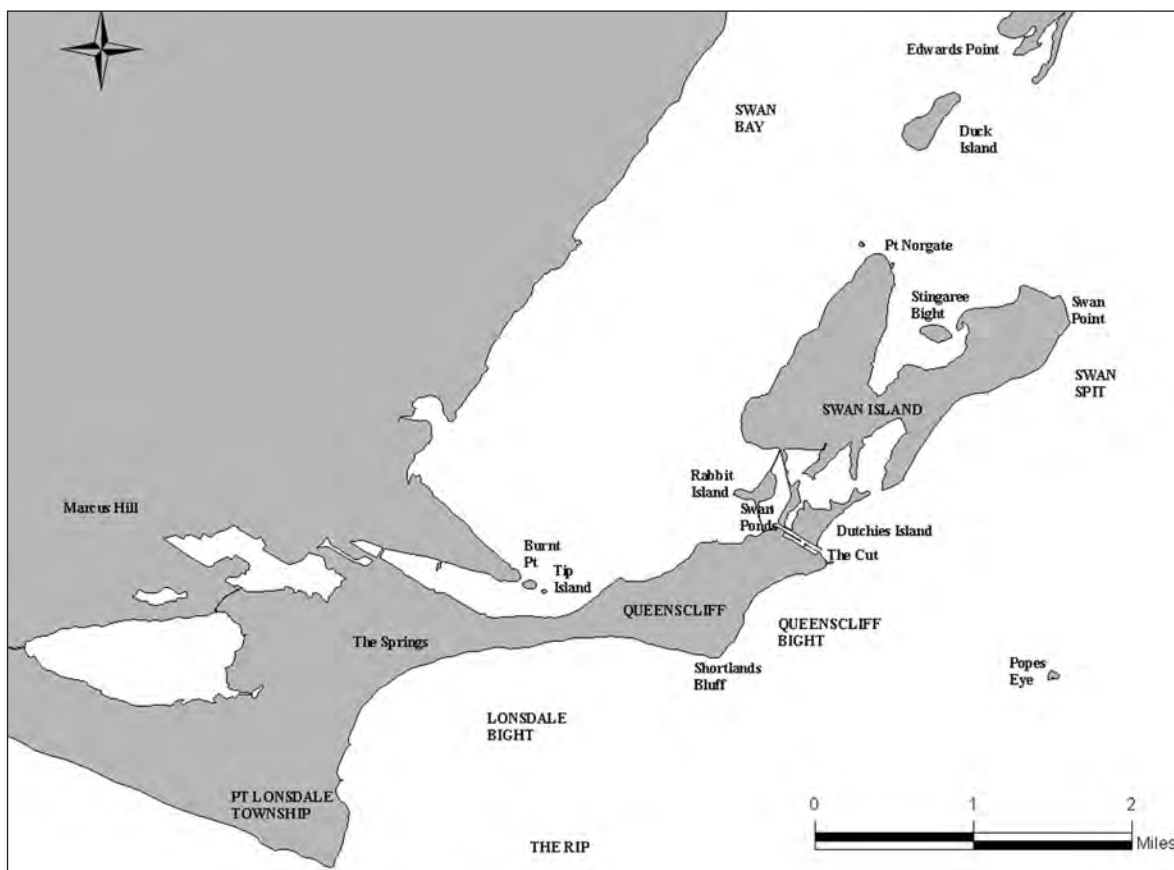 Edwards Point
SWAN
BAY
Duck
Island
Pt Norgate
Stingaree
Bight
Swan
Point
SWAN
SPIT
SWAN ISLAND
Rabbit
Island
Marcus Hill
Swan
Ponds
Dutchies Island
The Cut
Burnt
Pt
Tip
Island
QUEENSCLIFF
The Springs
QUEENSCLIFF
BIGHT
Shortlands
Bluff
Popes
Eye
LONSDALE
BIGHT
PT LONSDALE
TOWNSHIP
THE RIP
0 1 2
Miles